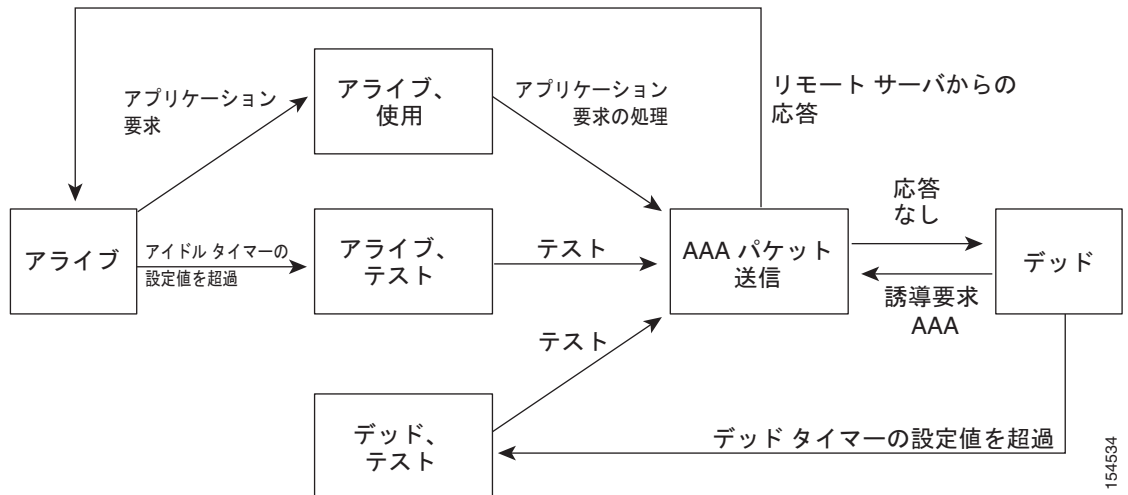 アプリケーション
要求
アライブ、
使用
アプリケーション
要求の処理
リモート サーバからの
応答
アライブ
アイドル タイマーの
設定値を超過
アライブ、
テスト
テスト
AAA パケット
送信
応答
なし
デッド
誘導要求
AAA
テスト
デッド、
テスト
デッド タイマーの設定値を超過
154534